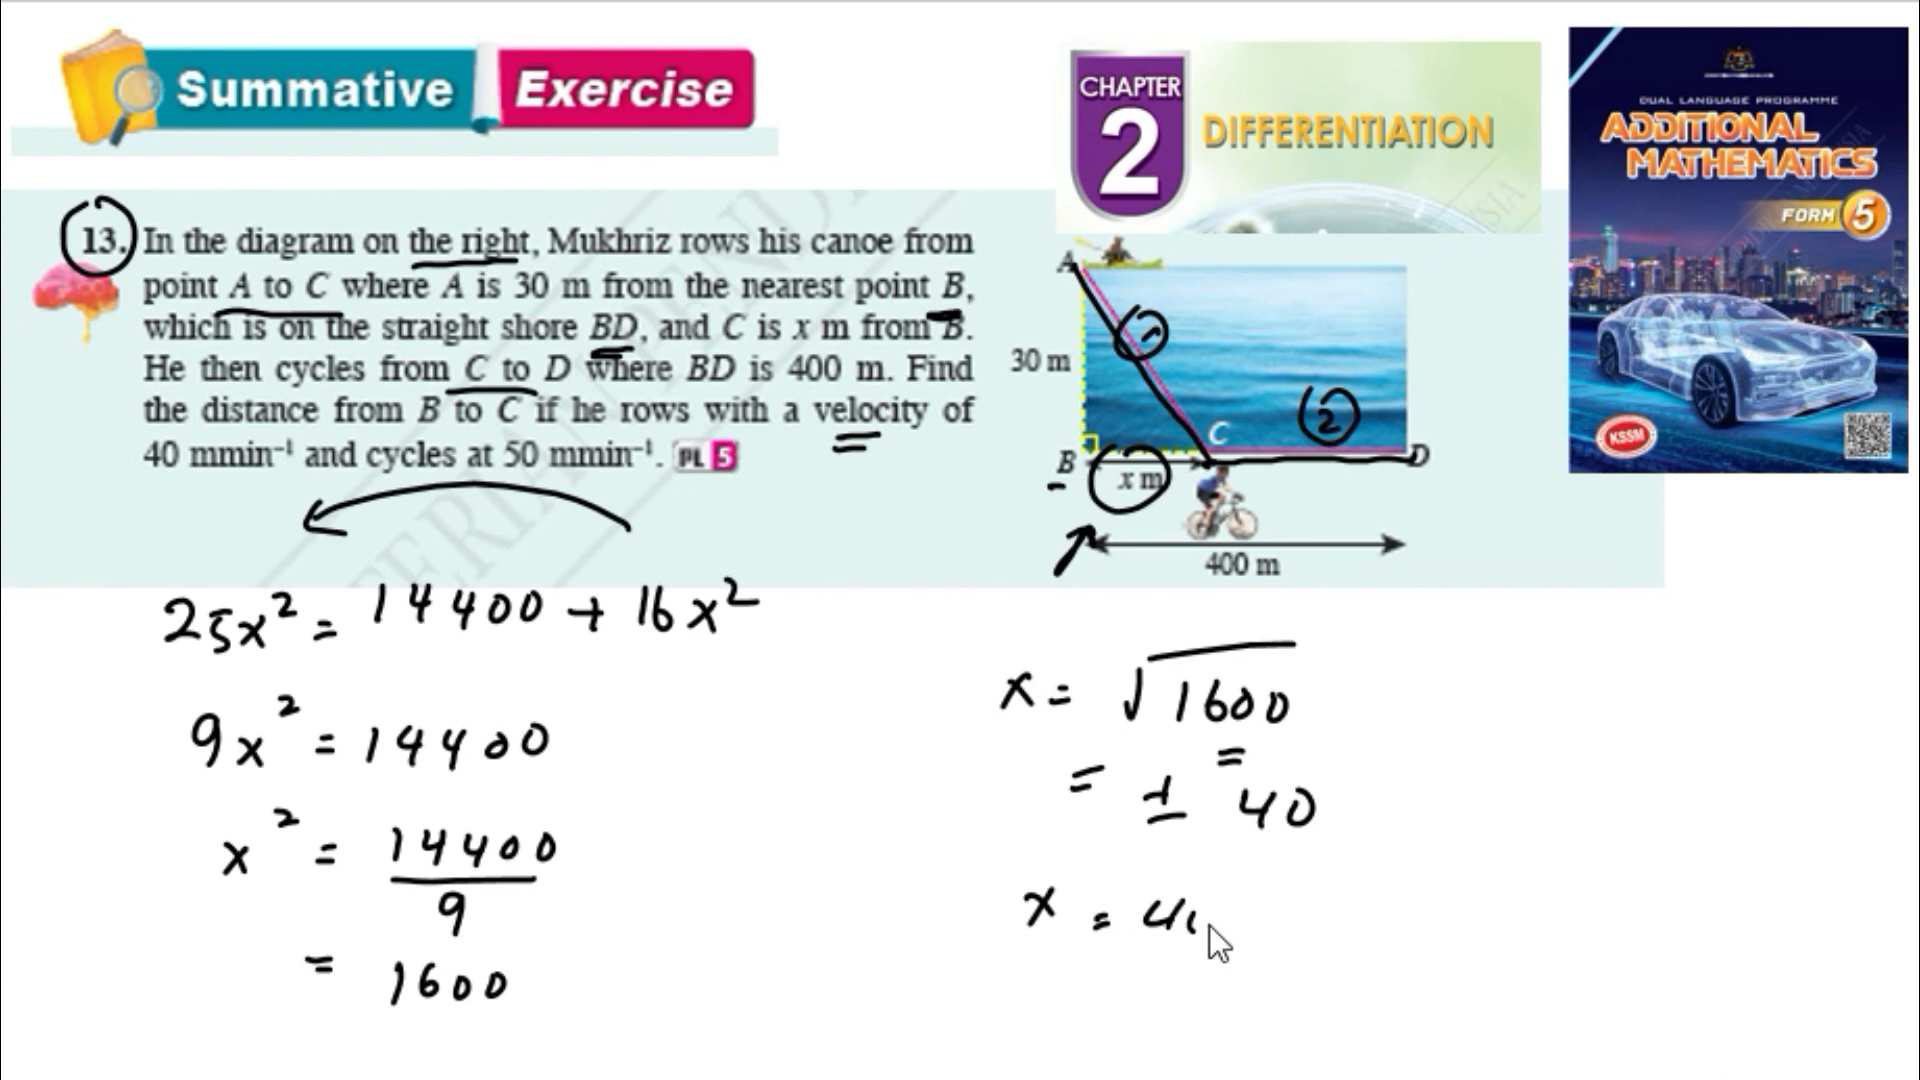 Summative Exercise
CHAPTER
2
DIFFERENTIATION
DUAL LANGUAGE PROGRAMME
ADDITIONAL
MATHEMATICS
FORM 5
KSSM
13. In the diagram on the right, Mukhriz rows his canoe from
point A to C where A is 30 m from the nearest point B,
which is on the straight shore BD, and C is x m from B.
He then cycles from C to D where BD is 400 m. Find
the distance from B to C if he rows with a velocity of
40 mmin⁻¹ and cycles at 50 mmin⁻¹. PL 5
A
30 m
C
2
B
D
x m
400 m
25x² = 14400 + 16x²
9x² = 14400
x² = 14400
9
= 1600
x = √1600
=
= ± 40
x =